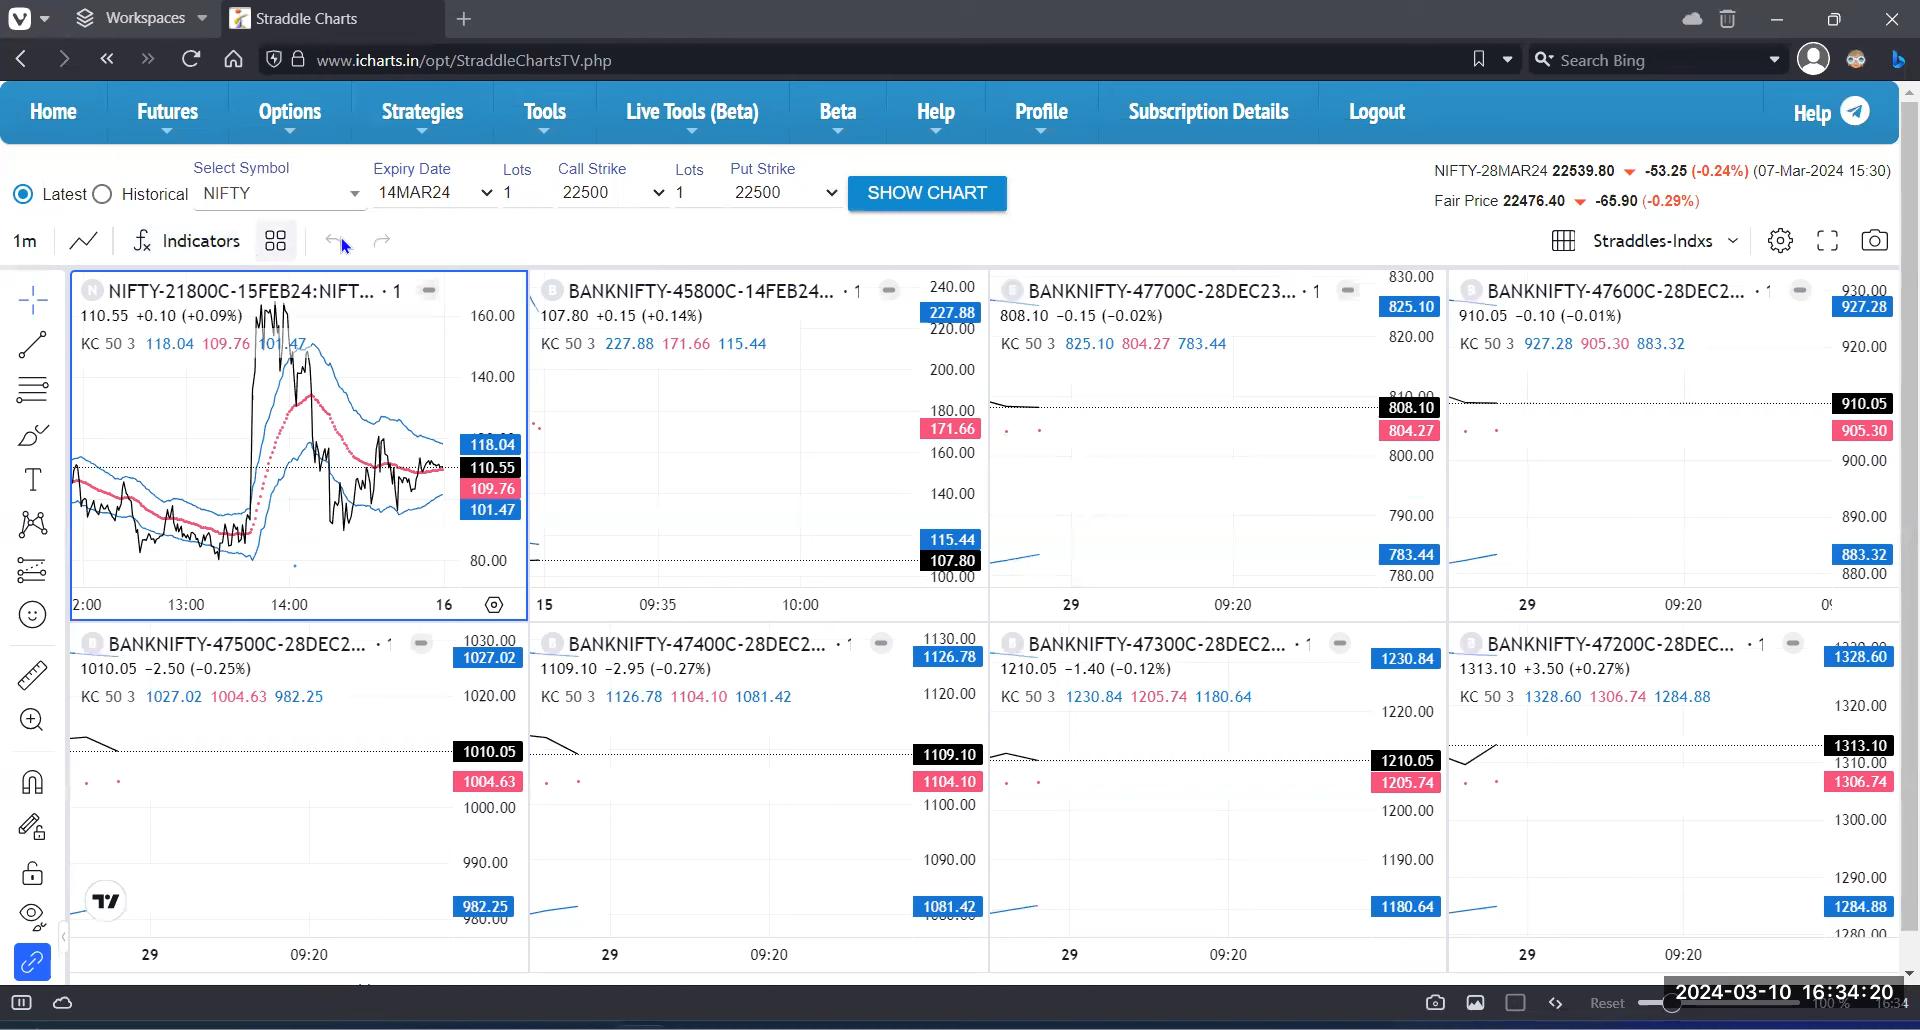 Workspaces
Straddle Charts
www.icharts.in/opt/StraddleChartsTV.php
Search Bing
Home
Futures
Options
Strategies
Tools
Live Tools (Beta)
Beta
Help
Profile
Subscription Details
Logout
Help
Latest
Historical
Select Symbol
NIFTY
Expiry Date
14MAR24
Lots
1
Call Strike
22500
Lots
1
Put Strike
22500
SHOW CHART
NIFTY-28MAR24 22539.80 -53.25 (-0.24%) (07-Mar-2024 15:30)
Fair Price 22476.40 -65.90 (-0.29%)
1m
Indicators
Straddles-Indxs
N NIFTY-21800C-15FEB24:NIFT... · 1
110.55 +0.10 (+0.09%)
KC 50 3 118.04 109.76 101.47
160.00
140.00
118.04
110.55
109.76
101.47
80.00
13:00
14:00
16
B BANKNIFTY-45800C-14FEB24... · 1
107.80 +0.15 (+0.14%)
KC 50 3 227.88 171.66 115.44
240.00
227.88
220.00
200.00
180.00
171.66
160.00
140.00
115.44
107.80
100.00
15
09:35
10:00
B BANKNIFTY-47700C-28DEC23... · 1
808.10 −0.15 (−0.02%)
KC 50 3 825.10 804.27 783.44
830.00
825.10
820.00
808.10
804.27
800.00
790.00
783.44
780.00
29
09:20
B BANKNIFTY-47600C-28DEC2... · 1
910.05 −0.10 (−0.01%)
KC 50 3 927.28 905.30 883.32
930.00
927.28
920.00
910.05
905.30
900.00
890.00
883.32
880.00
29
09:20
B BANKNIFTY-47500C-28DEC2... · 1
1010.05 −2.50 (−0.25%)
KC 50 3 1027.02 1004.63 982.25
1030.00
1027.02
1020.00
1010.05
1004.63
1000.00
990.00
982.25
980.00
29
09:20
B BANKNIFTY-47400C-28DEC2... · 1
1109.10 −2.95 (−0.27%)
KC 50 3 1126.78 1104.10 1081.42
1130.00
1126.78
1120.00
1109.10
1104.10
1100.00
1090.00
1081.42
29
09:20
B BANKNIFTY-47300C-28DEC2... · 1
1210.05 −1.40 (−0.12%)
KC 50 3 1230.84 1205.74 1180.64
1230.84
1220.00
1210.05
1205.74
1200.00
1190.00
1180.64
29
09:20
B BANKNIFTY-47200C-28DEC... · 1
1313.10 +3.50 (+0.27%)
KC 50 3 1328.60 1306.74 1284.88
1328.60
1320.00
1313.10
1310.00
1306.74
1300.00
1290.00
1284.88
1280.00
29
09:20
Reset
100 %
16:34
2024-03-10 16:34:20